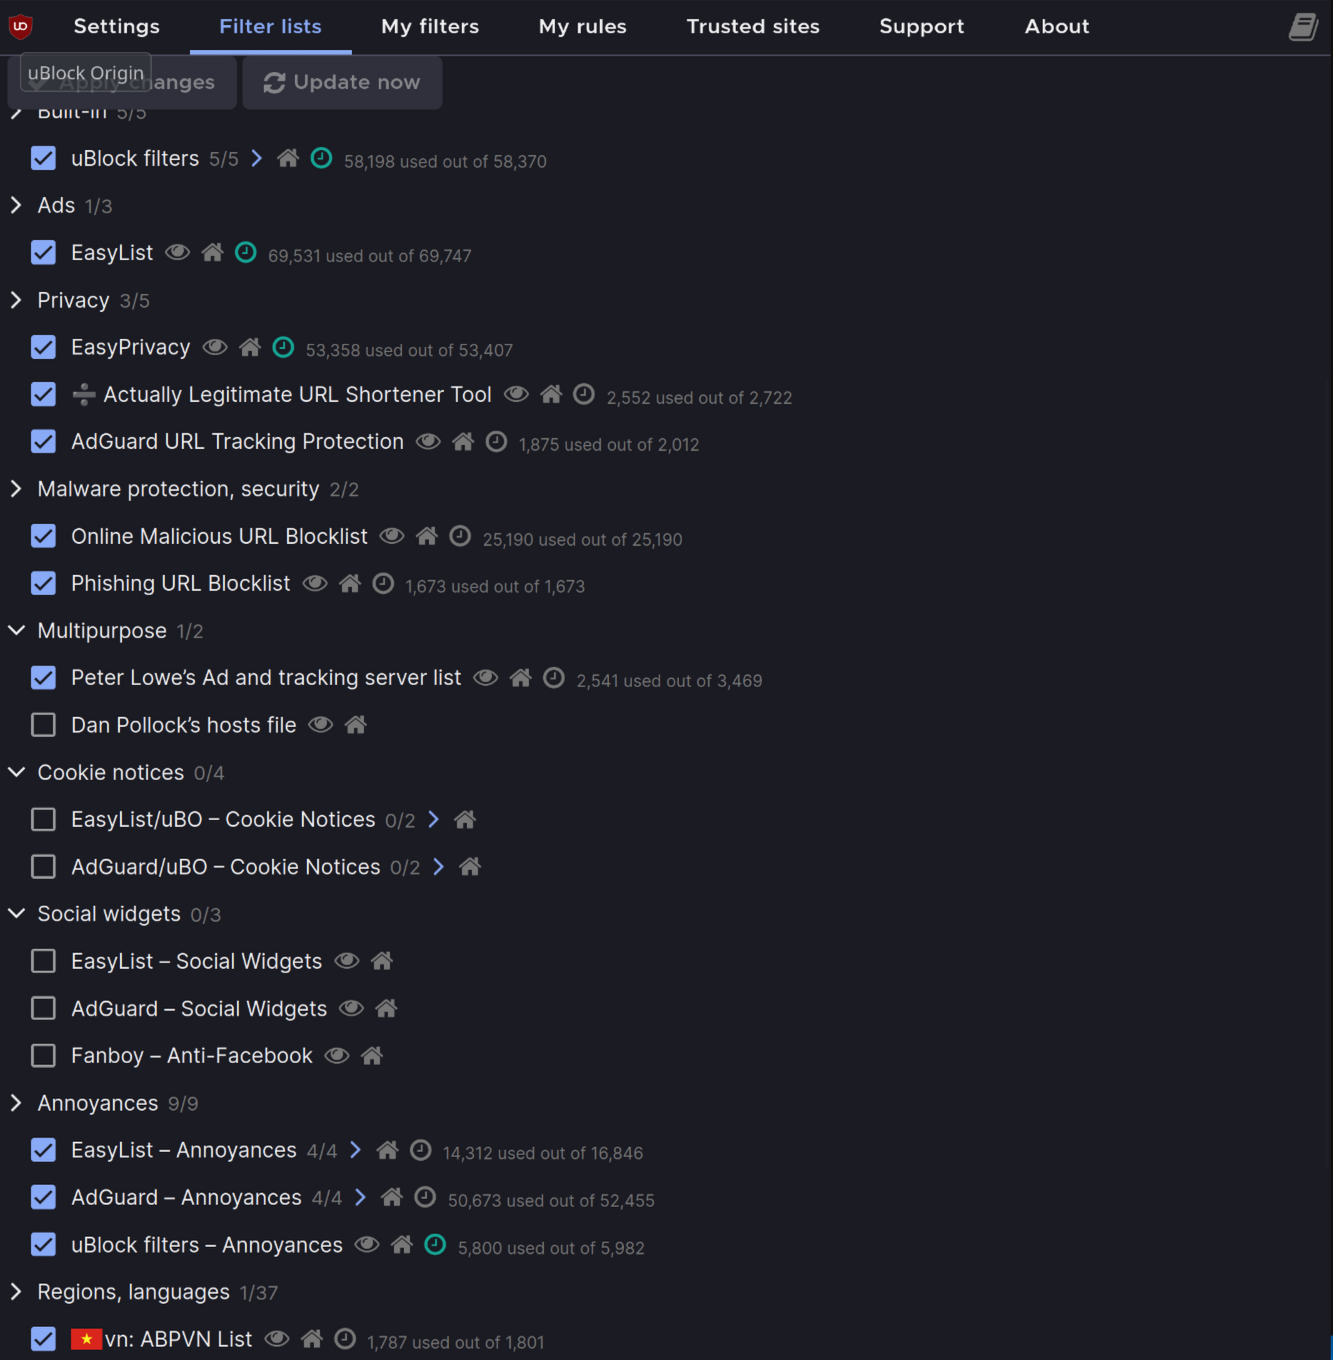 Settings Filter lists My filters My rules Trusted sites Support About
uBlock Origin
Apply changes Update now
Built-in 5/5
uBlock filters 5/5 58,198 used out of 58,370
Ads 1/3
EasyList 69,531 used out of 69,747
Privacy 3/5
EasyPrivacy 53,358 used out of 53,407
➗ Actually Legitimate URL Shortener Tool 2,552 used out of 2,722
AdGuard URL Tracking Protection 1,875 used out of 2,012
Malware protection, security 2/2
Online Malicious URL Blocklist 25,190 used out of 25,190
Phishing URL Blocklist 1,673 used out of 1,673
Multipurpose 1/2
Peter Lowe’s Ad and tracking server list 2,541 used out of 3,469
Dan Pollock’s hosts file
Cookie notices 0/4
EasyList/uBO – Cookie Notices 0/2
AdGuard/uBO – Cookie Notices 0/2
Social widgets 0/3
EasyList – Social Widgets
AdGuard – Social Widgets
Fanboy – Anti-Facebook
Annoyances 9/9
EasyList – Annoyances 4/4 14,312 used out of 16,846
AdGuard – Annoyances 4/4 50,673 used out of 52,455
uBlock filters – Annoyances 5,800 used out of 5,982
Regions, languages 1/37
vn: ABPVN List 1,787 used out of 1,801